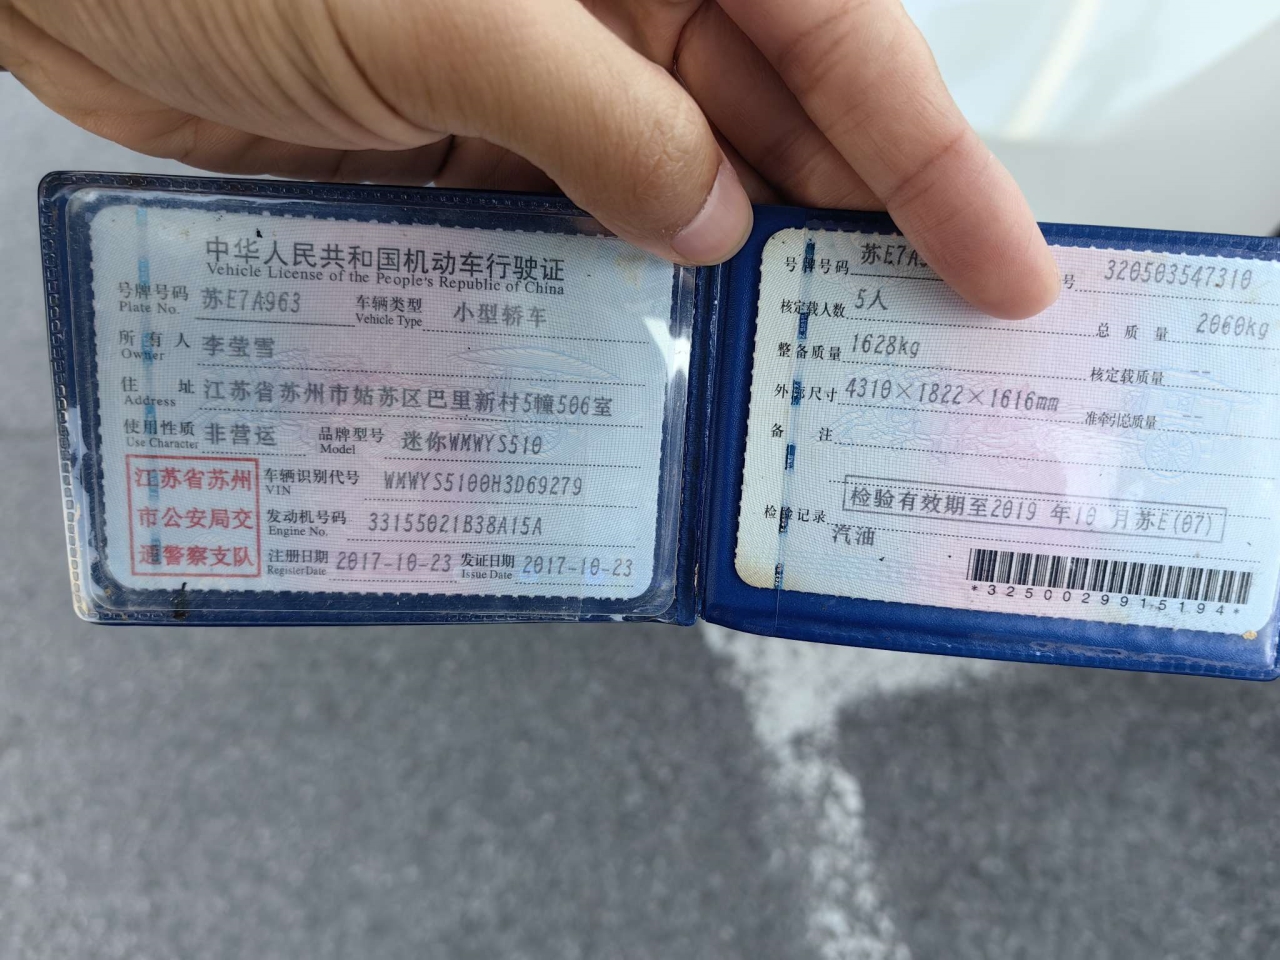 中华人民共和国机动车行驶证
Vehicle License of the People's Republic of China
号牌号码 苏E7A963 车辆类型 小型轿车
Plate No. Vehicle Type
所有人 李莹雪
Owner
住址 江苏省苏州市姑苏区巴里新村5幢506室
Address
使用性质 非营运 品牌型号 迷你WMWYS510
Use Character Model
江苏省苏州
市公安局交
通警察支队
车辆识别代号 WMWYS5100H3D69279
VIN
发动机号码 33155021B38A15A
Engine No.
注册日期 2017-10-23 发证日期 2017-10-23
Register Date Issue Date
号牌号码 苏E7A 号 320503547310
核定载人数 5人 总质量 2060kg
整备质量 1628kg 核定载质量 --
外廓尺寸 4310×1822×1616mm 准牵引总质量 --
备注
检验有效期至2019 年10 月苏E(07)
检验记录
汽油
*3250029915194*